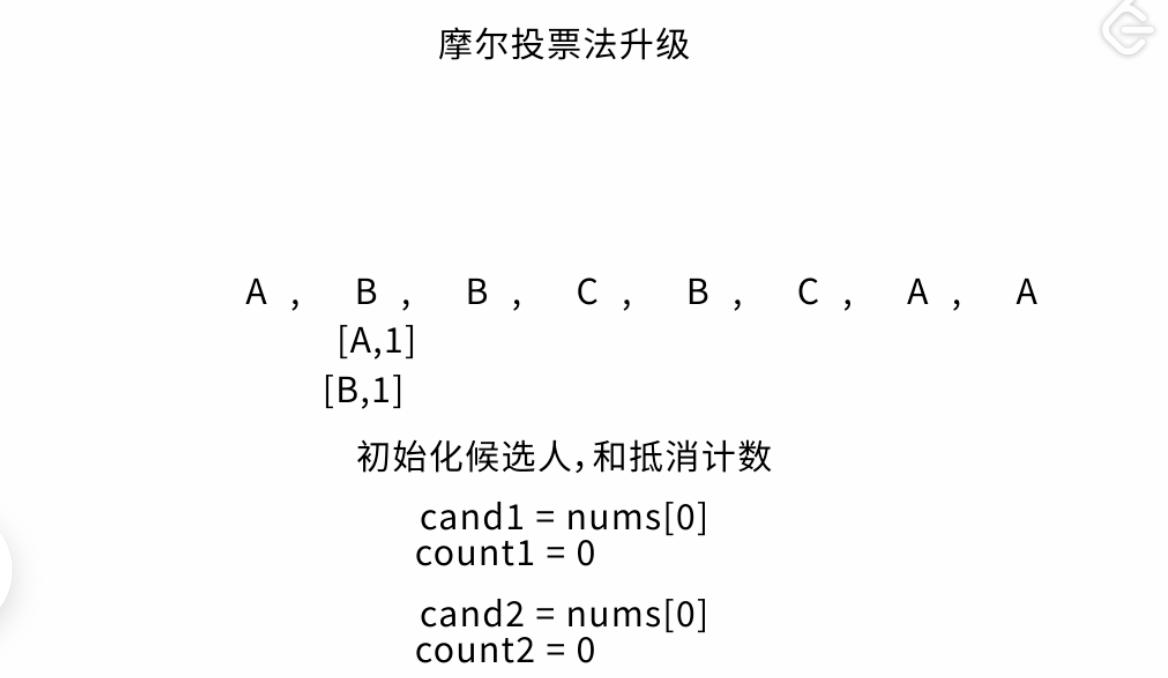 摩尔投票法升级
A , B , B , C , B , C , A , A
[A,1]
[B,1]
初始化候选人,和抵消计数
cand1 = nums[0]
count1 = 0
cand2 = nums[0]
count2 = 0